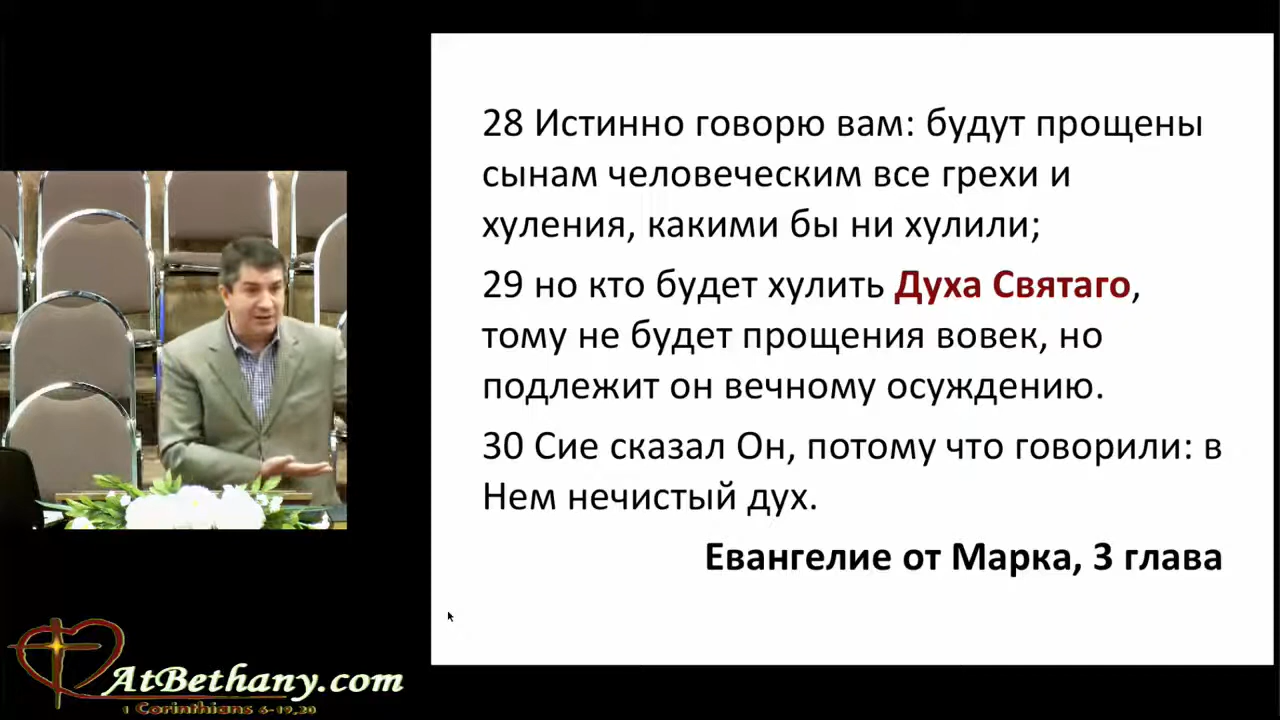 28 Истинно говорю вам: будут прощены
сынам человеческим все грехи и
хуления, какими бы ни хулили;
29 но кто будет хулить Духа Святаго,
тому не будет прощения вовек, но
подлежит он вечному осуждению.
30 Сие сказал Он, потому что говорили: в
Нем нечистый дух.
Евангелие от Марка, 3 глава
AtBethany.com
1 Corinthians 6-19,20